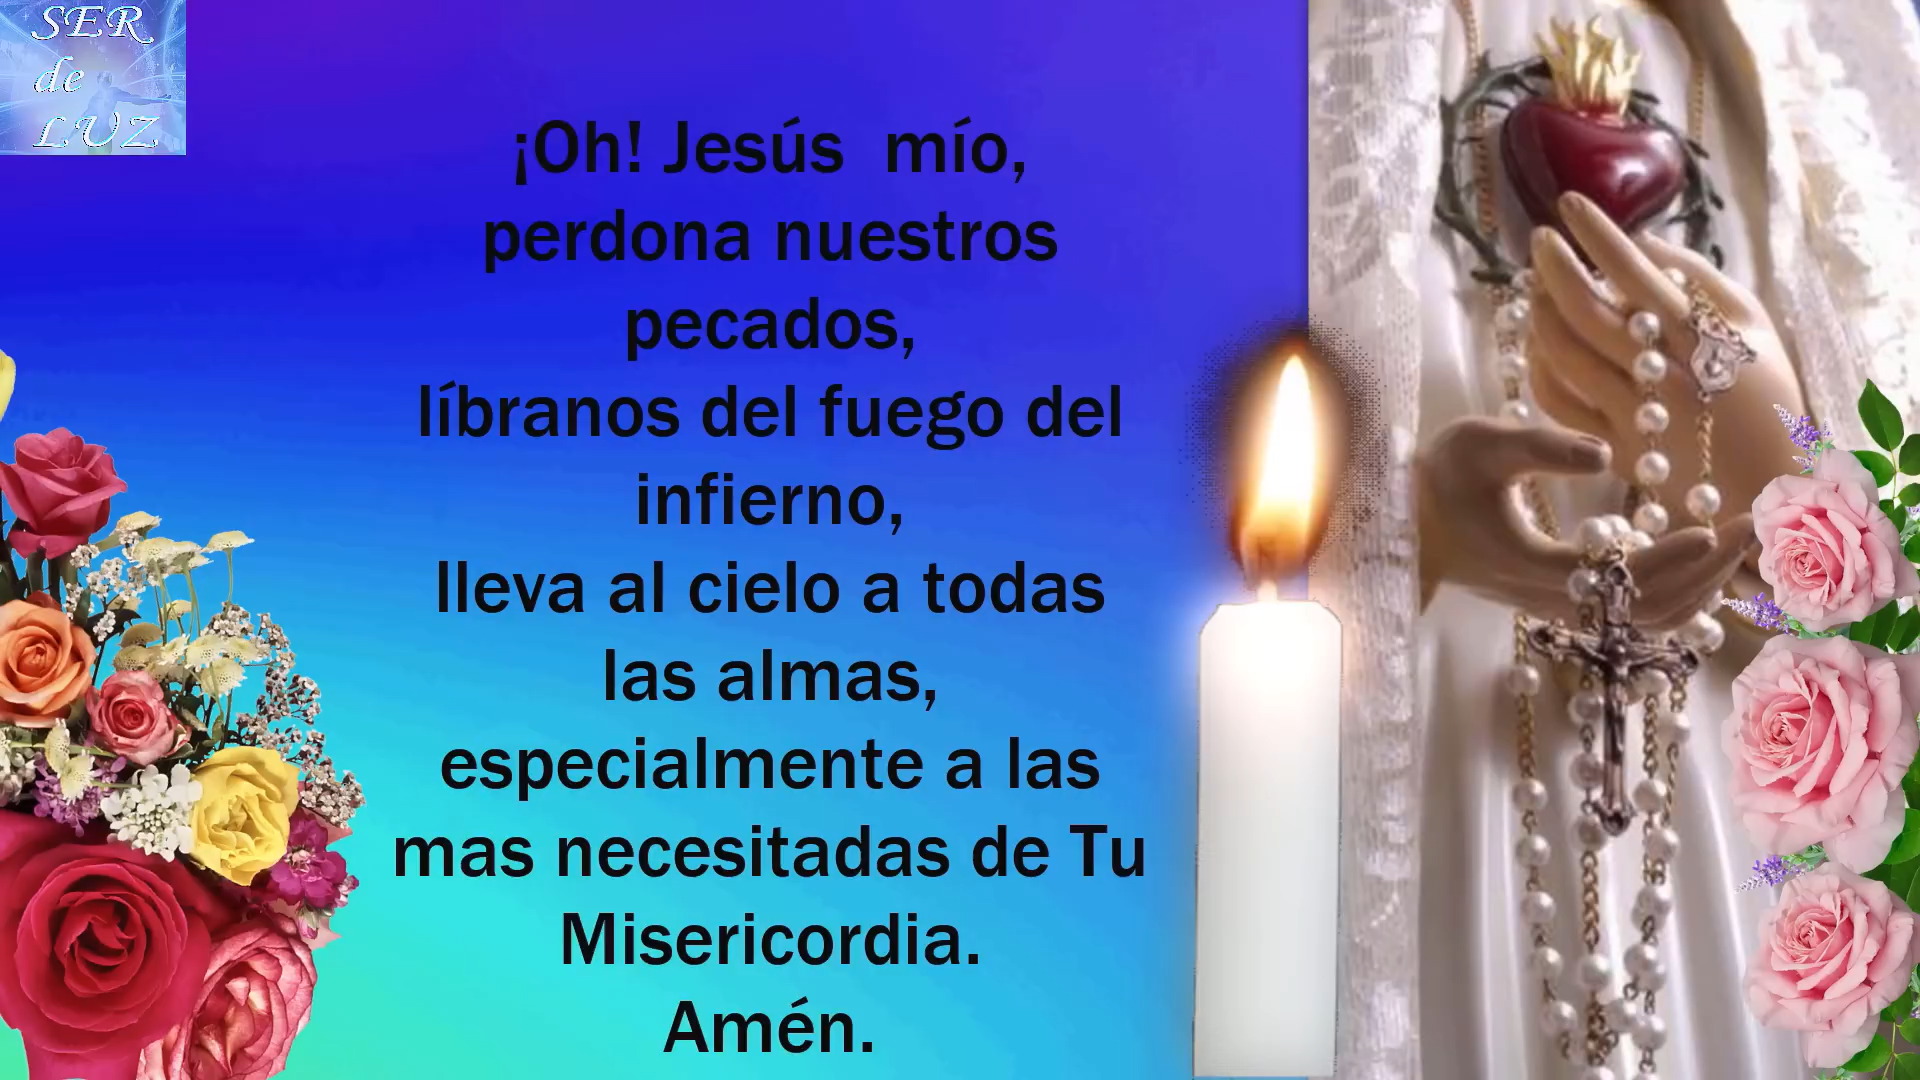 SER
de
LUZ
¡Oh! Jesús  mío,
perdona nuestros
pecados,
líbranos del fuego del
infierno,
lleva al cielo a todas
las almas,
especialmente a las
mas necesitadas de Tu
Misericordia.
Amén.